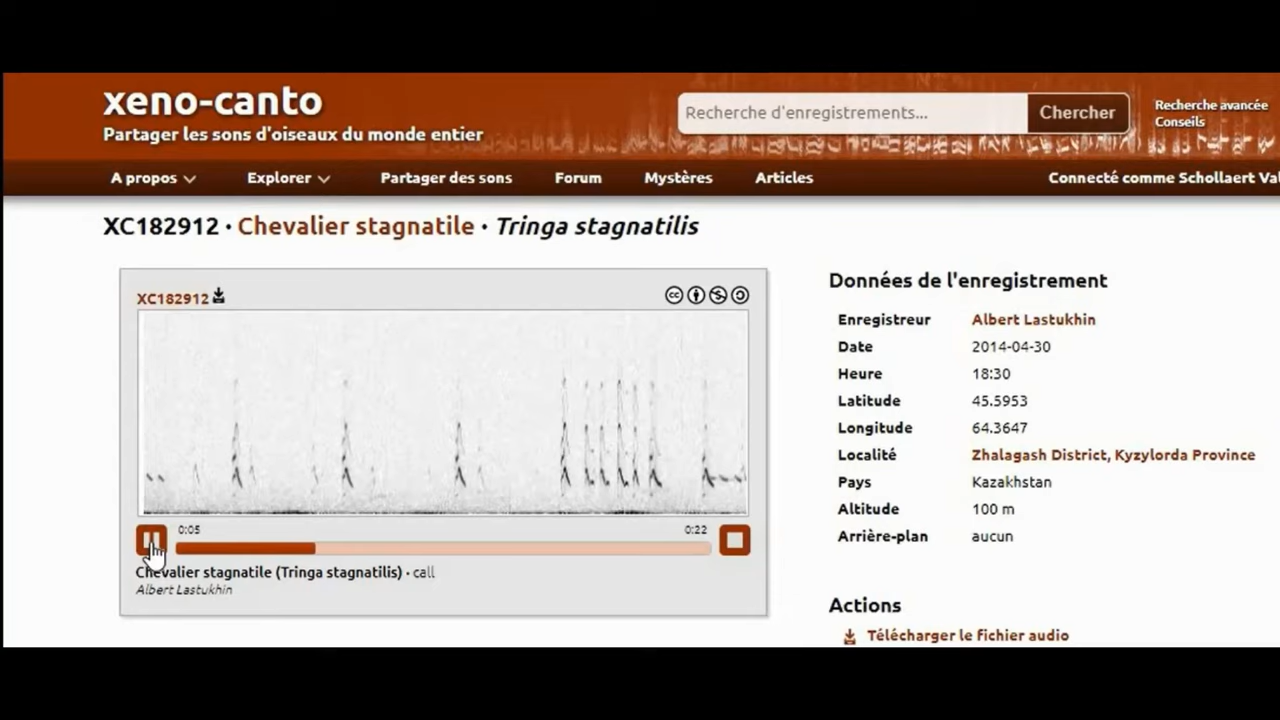 xeno-canto
Partager les sons d'oiseaux du monde entier
Recherche d'enregistrements...
Chercher
Recherche avancée
Conseils
A propos
Explorer
Partager des sons
Forum
Mystères
Articles
Connecté comme Schollaert Val
XC182912 · Chevalier stagnatile · Tringa stagnatilis
XC182912
0:05
0:22
Chevalier stagnatile (Tringa stagnatilis) · call
Albert Lastukhin
Données de l'enregistrement
Enregistreur Albert Lastukhin
Date 2014-04-30
Heure 18:30
Latitude 45.5953
Longitude 64.3647
Localité Zhalagash District, Kyzylorda Province
Pays Kazakhstan
Altitude 100 m
Arrière-plan aucun
Actions
Télécharger le fichier audio